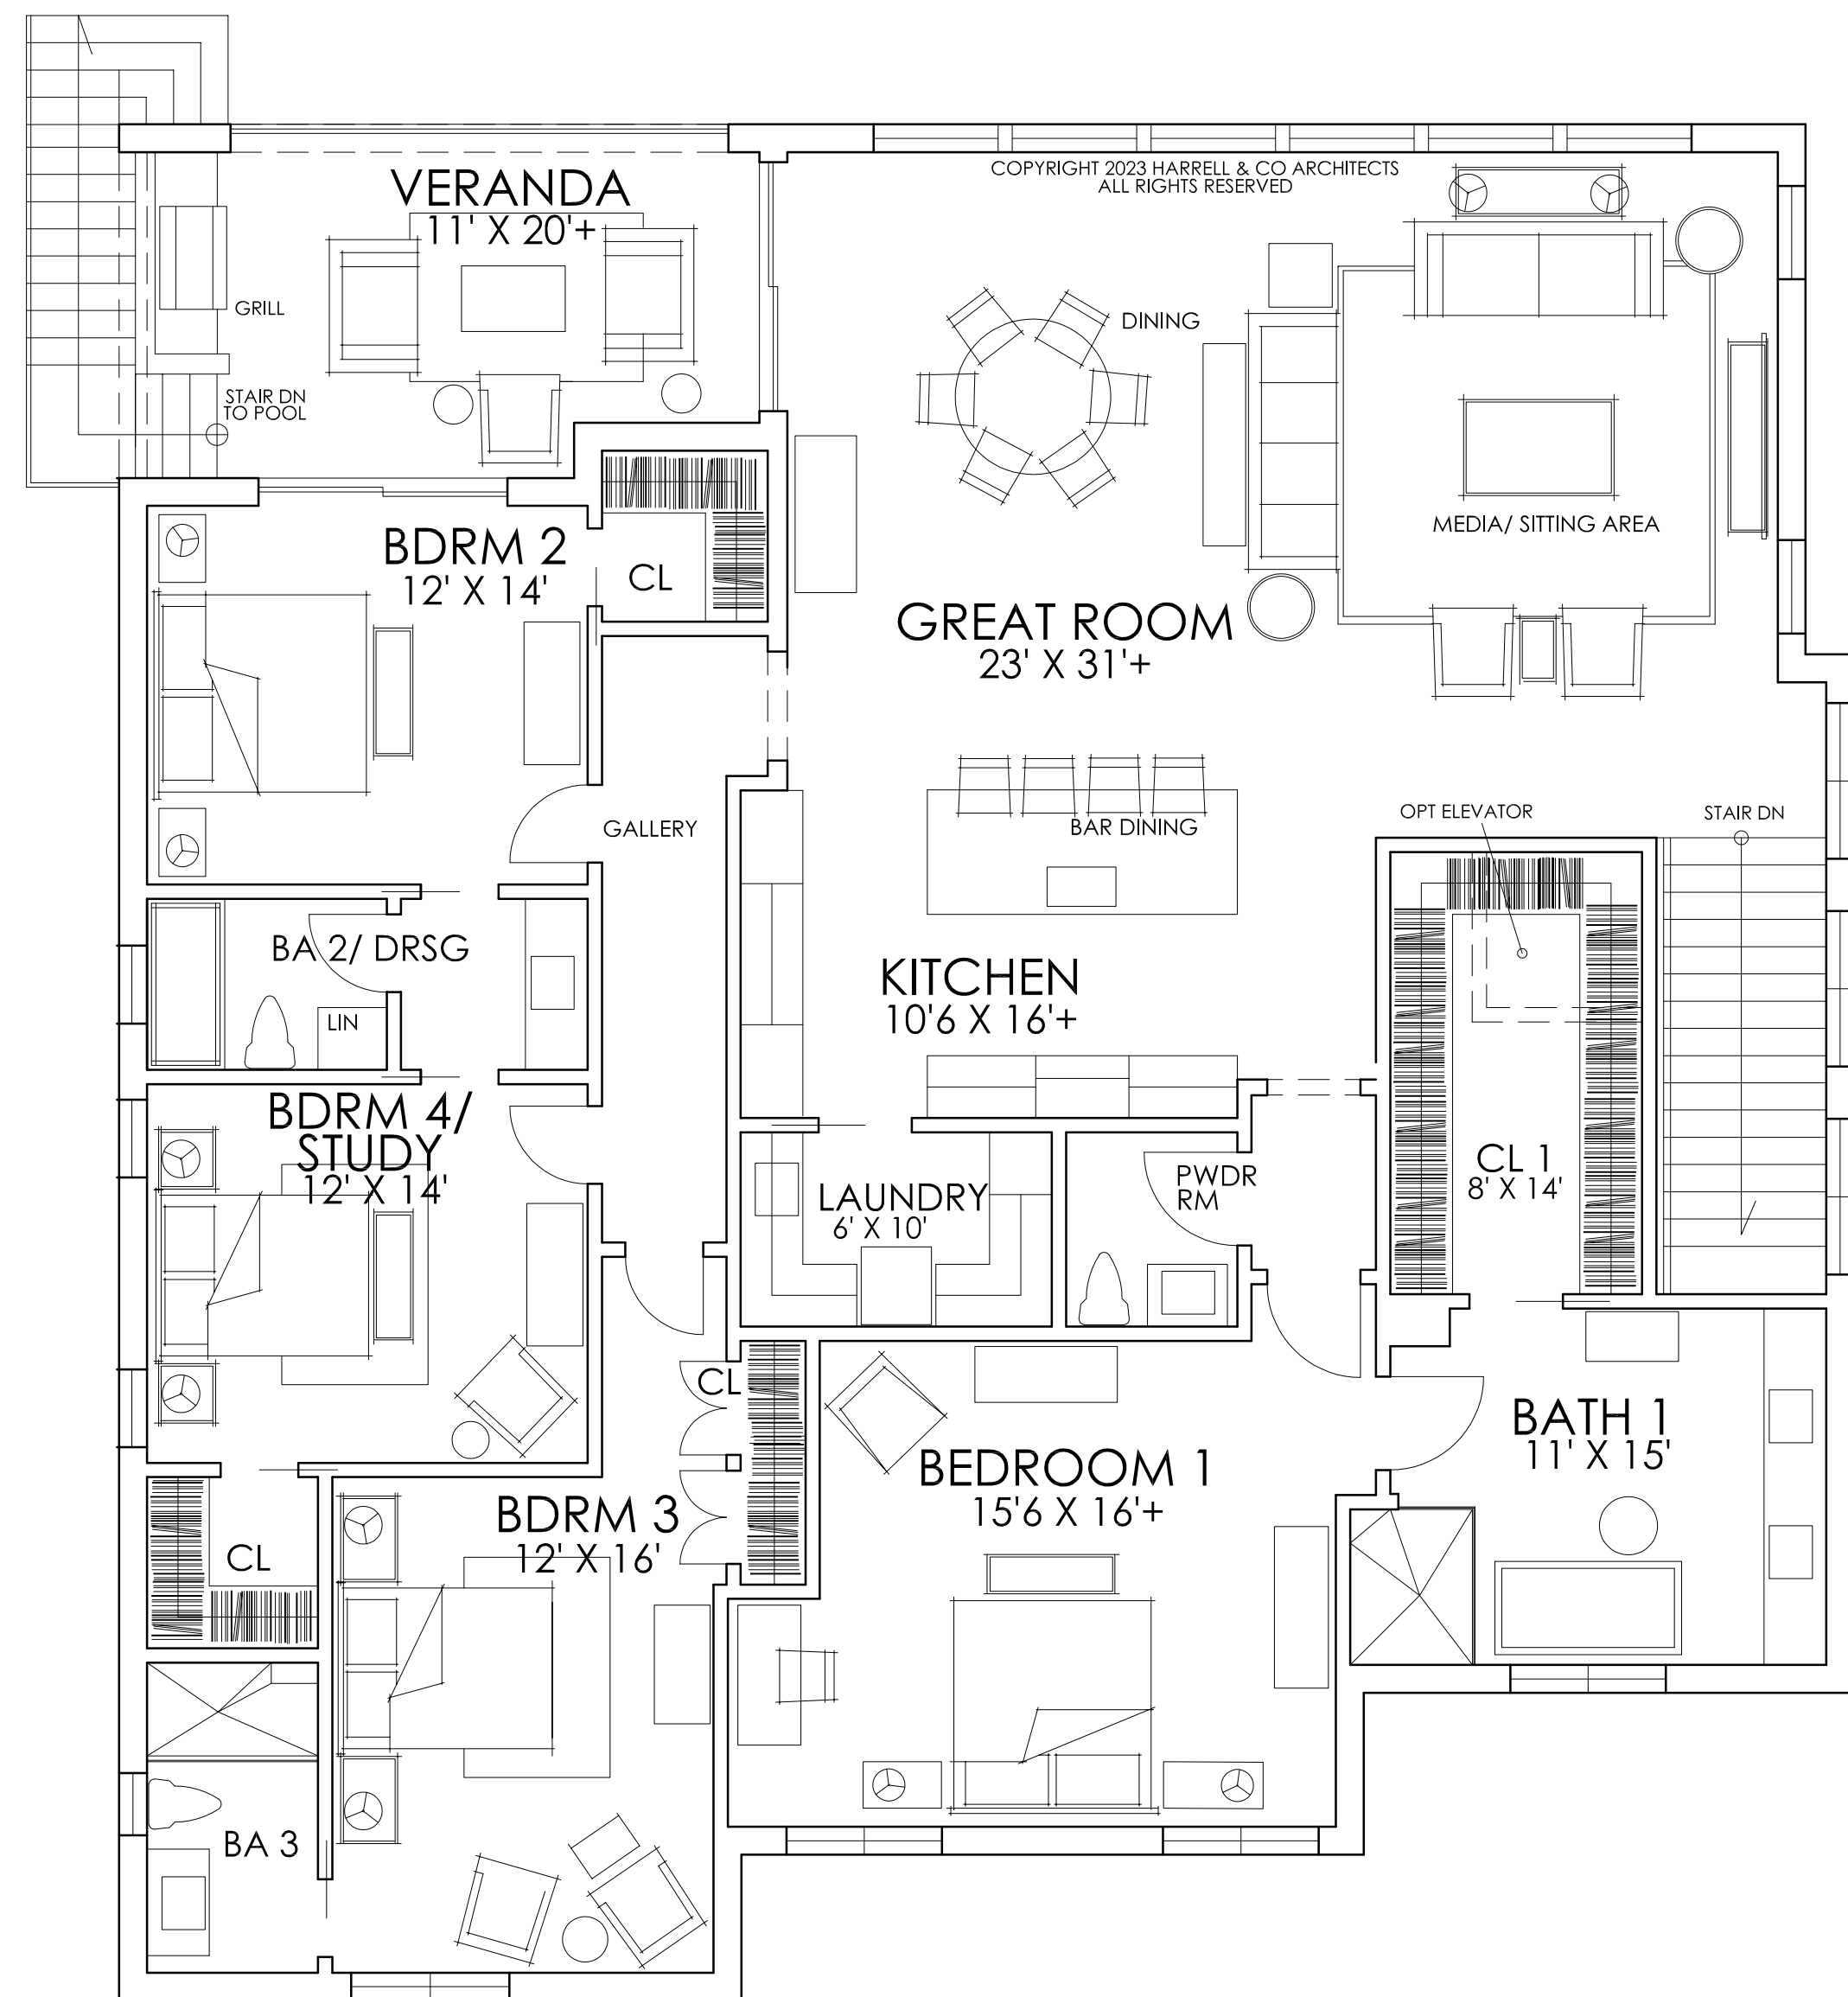 VERANDA
11' X 20'+
COPYRIGHT 2023 HARRELL & CO ARCHITECTS
ALL RIGHTS RESERVED
GRILL
DINING
STAIR DN
TO POOL
MEDIA/ SITTING AREA
BDRM 2
12' X 14'
CL
GREAT ROOM
23' X 31'+
GALLERY
BAR DINING
OPT ELEVATOR
STAIR DN
BA 2/ DRSG
LIN
KITCHEN
10'6 X 16'+
BDRM 4/
STUDY
12' X 14'
LAUNDRY
6' X 10'
PWDR
RM
CL 1
8' X 14'
CL
BEDROOM 1
15'6 X 16'+
BATH 1
11' X 15'
BDRM 3
12' X 16'
CL
BA 3